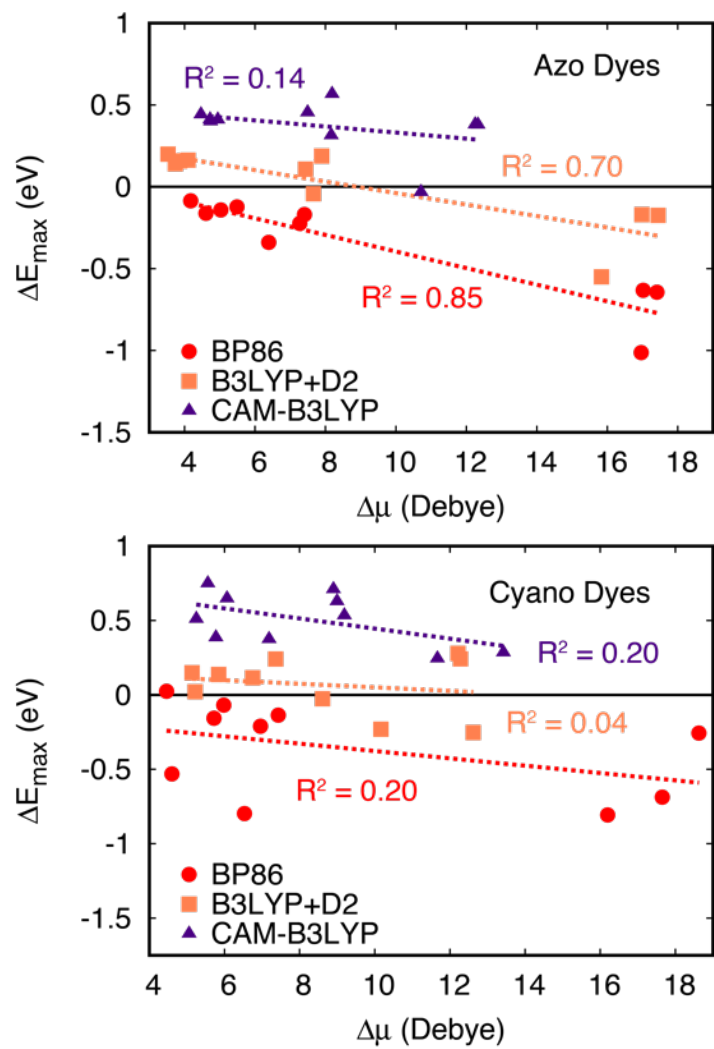 Azo Dyes
R² = 0.14
R² = 0.70
R² = 0.85
BP86
B3LYP+D2
CAM-B3LYP
1
0.5
0
-0.5
-1
-1.5
ΔEmax (eV)
4 6 8 10 12 14 16 18
Δμ (Debye)
Cyano Dyes
R² = 0.20
R² = 0.04
R² = 0.20
BP86
B3LYP+D2
CAM-B3LYP
1
0.5
0
-0.5
-1
-1.5
ΔEmax (eV)
4 6 8 10 12 14 16 18
Δμ (Debye)